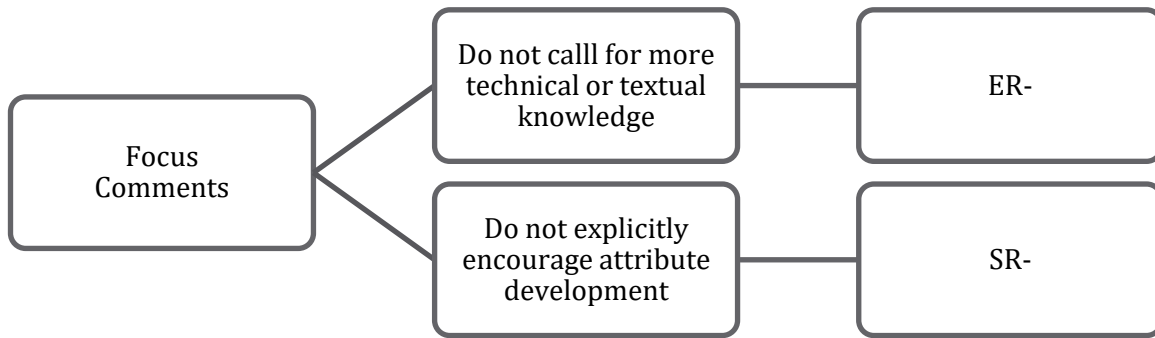 Focus
Comments
Do not calll for more
technical or textual
knowledge
ER-
Do not explicitly
encourage attribute
development
SR-